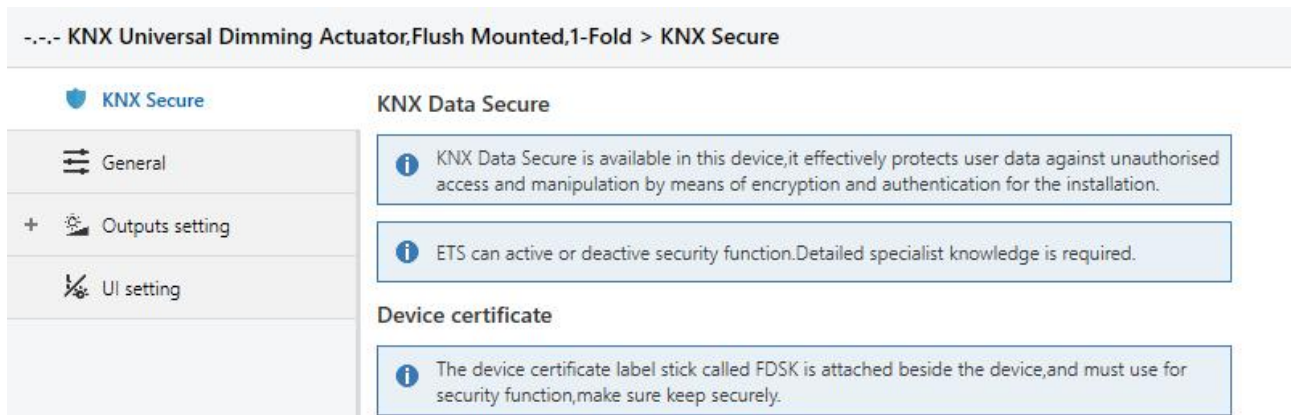 -.-.- KNX Universal Dimming Actuator,Flush Mounted,1-Fold > KNX Secure
KNX Secure
General
+ Outputs setting
UI setting
KNX Data Secure
KNX Data Secure is available in this device,it effectively protects user data against unauthorised
access and manipulation by means of encryption and authentication for the installation.
ETS can active or deactive security function.Detailed specialist knowledge is required.
Device certificate
The device certificate label stick called FDSK is attached beside the device,and must use for
security function,make sure keep securely.